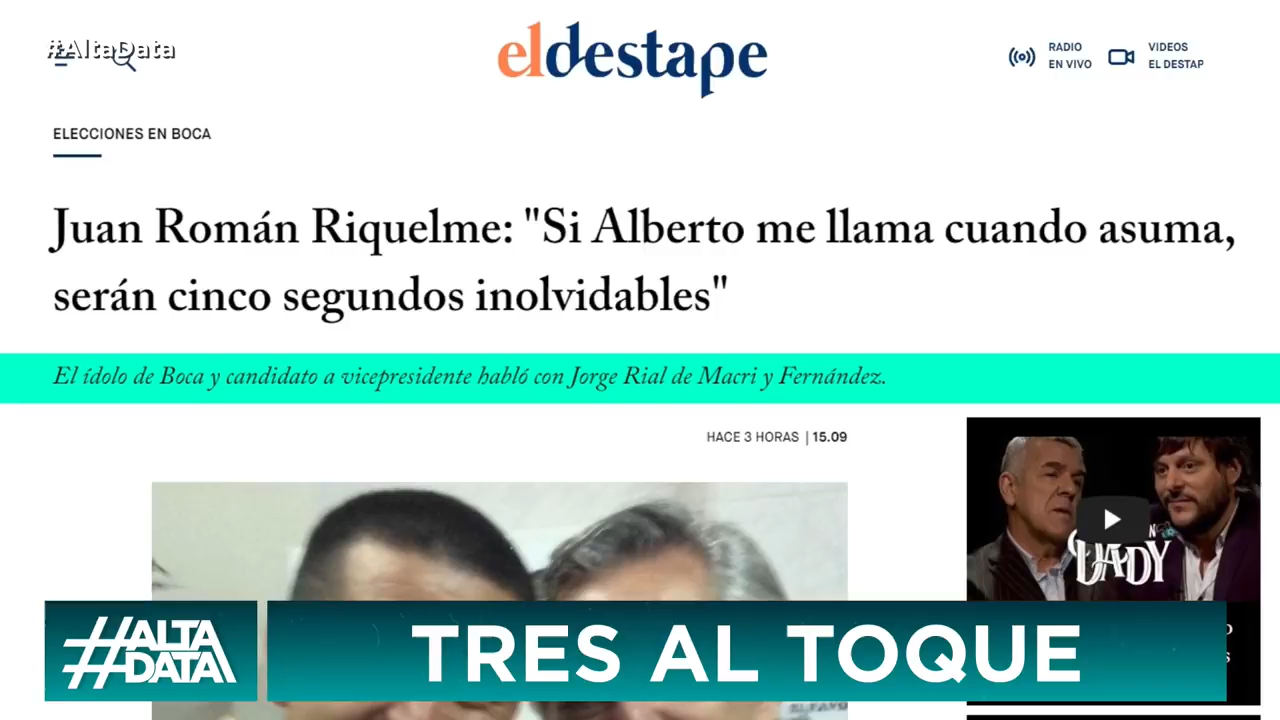 #AltaData
eldestape
RADIO
EN VIVO
VIDEOS
EL DESTAP
ELECCIONES EN BOCA
Juan Román Riquelme: "Si Alberto me llama cuando asuma,
serán cinco segundos inolvidables"
El ídolo de Boca y candidato a vicepresidente habló con Jorge Rial de Macri y Fernández.
HACE 3 HORAS | 15.09
#ALTA
DATA
TRES AL TOQUE